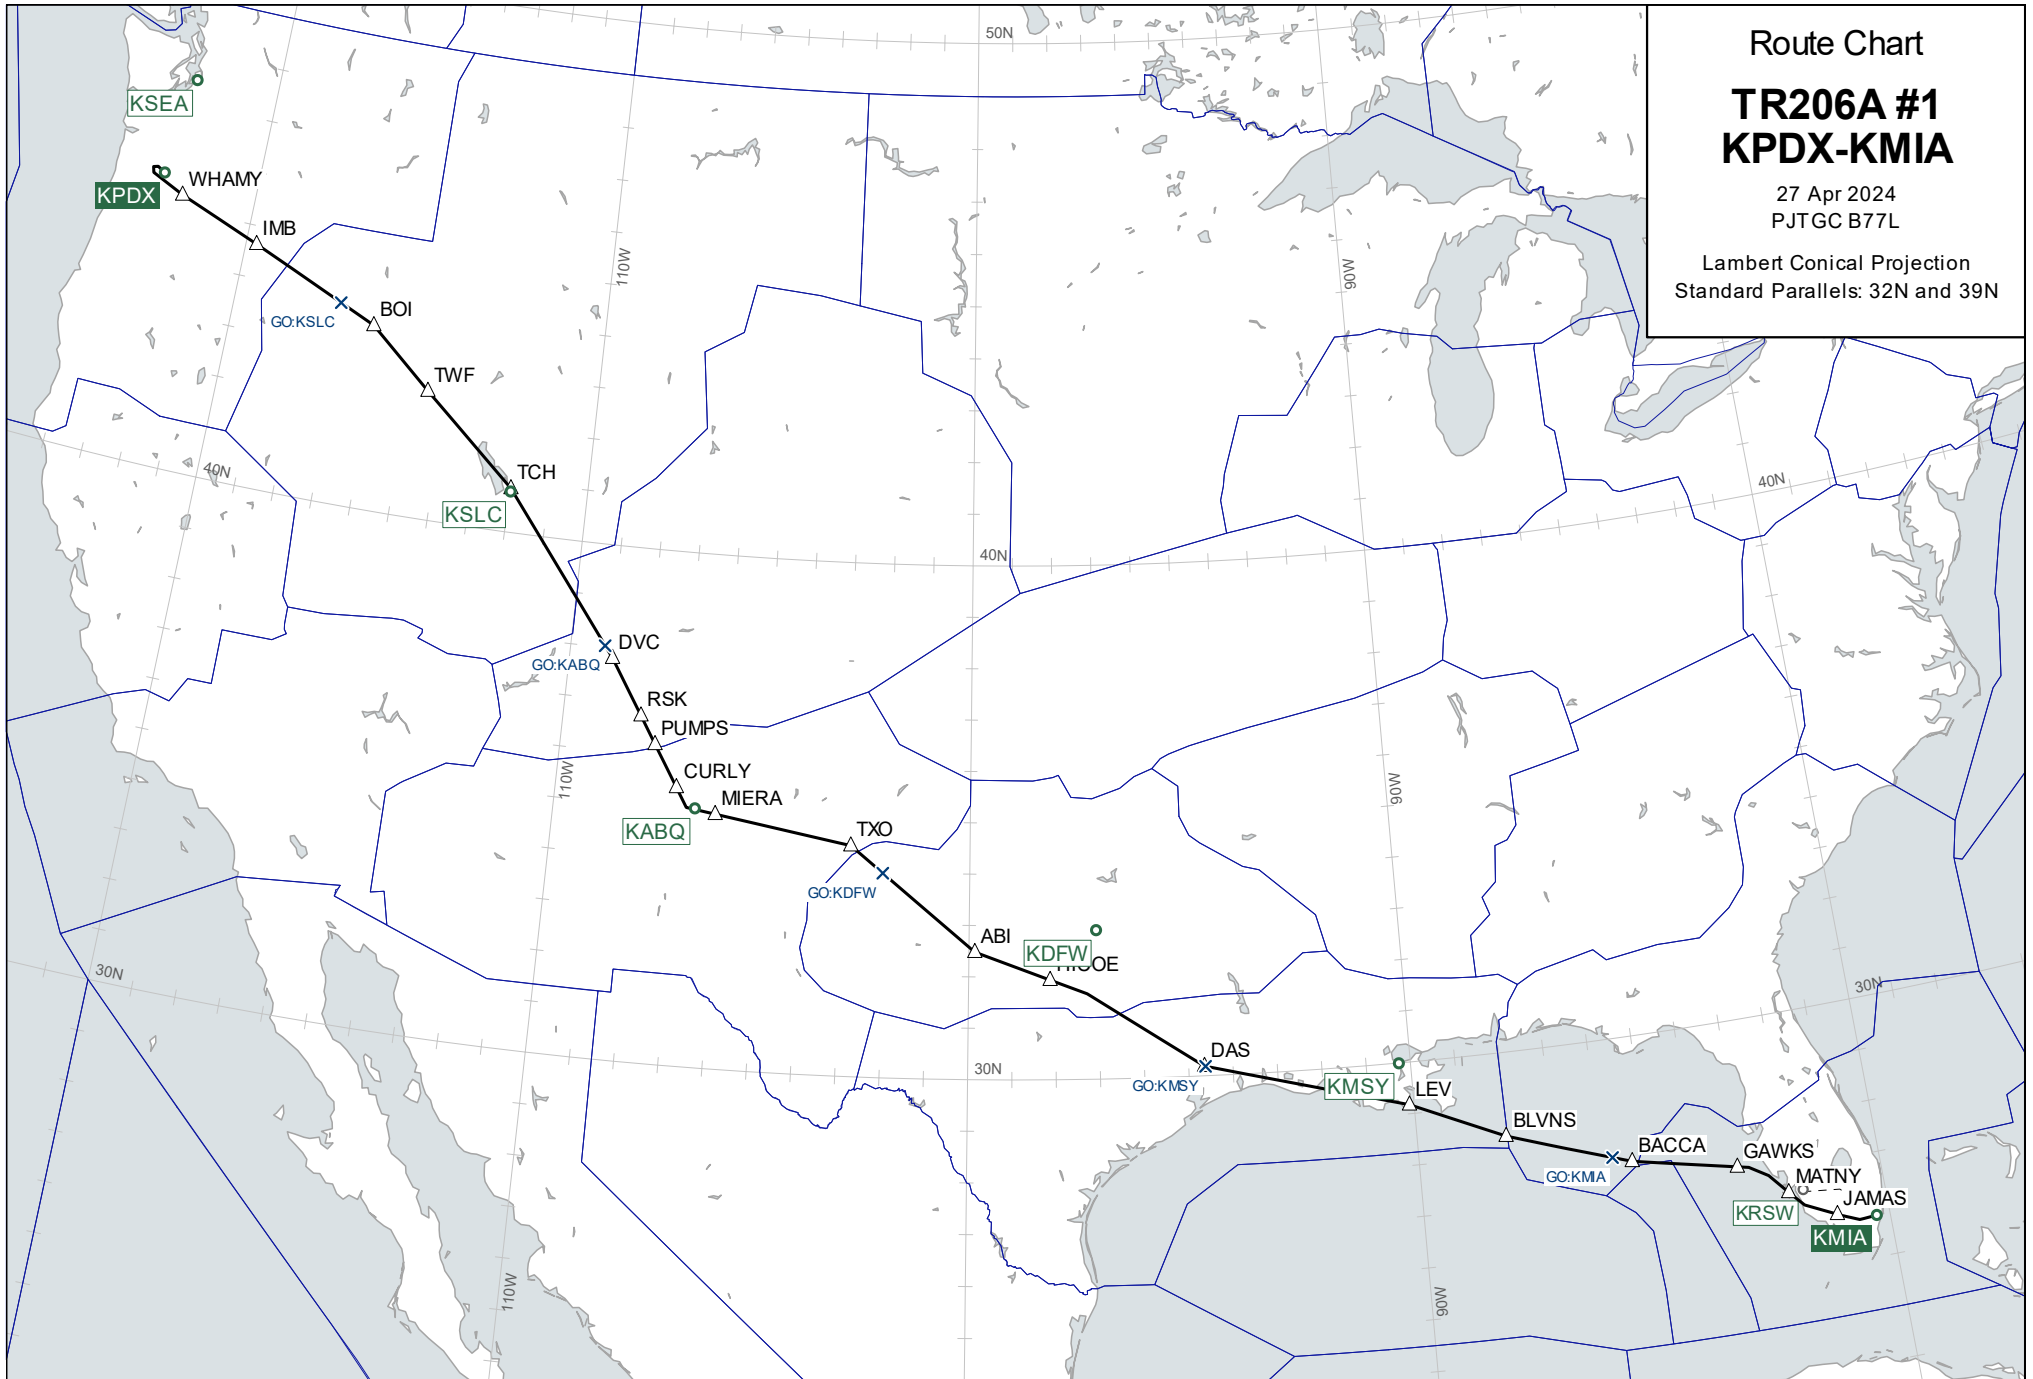 Route Chart
TR206A #1
KPDX-KMIA
27 Apr 2024
PJTGC B77L
Lambert Conical Projection
Standard Parallels: 32N and 39N
50N
KSEA
WHAMY
KPDX
IMB
110W
90W
GO:KSLC
BOI
TWF
40N
TCH
40N
KSLC
40N
DVC
GO:KABQ
RSK
PUMPS
110W
CURLY
90W
MIERA
KABQ
TXO
GO:KDFW
ABI
KDFW
30N
30N
DAS
30N
GO:KMSY
KMSY
LEV
BLVNS
BACCA
GAWKS
GO:KMIA
MATNY
JAMAS
KRSW
KMIA
110W
90W